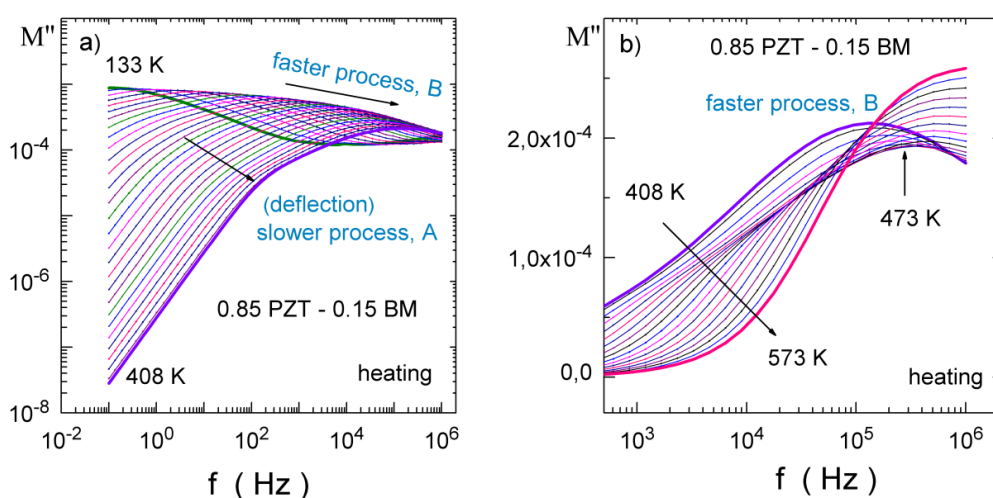 M"
a)
133 K
faster process, B
(deflection)
slower process, A
0.85 PZT - 0.15 BM
408 K
heating
10⁻²
10⁰
10²
10⁴
10⁶
10⁻⁴
10⁻⁶
10⁻⁸
f ( Hz )
M"
b)
0.85 PZT - 0.15 BM
faster process, B
2,0x10⁻⁴
408 K
473 K
1,0x10⁻⁴
573 K
0,0
heating
10³
10⁴
10⁵
10⁶
f ( Hz )